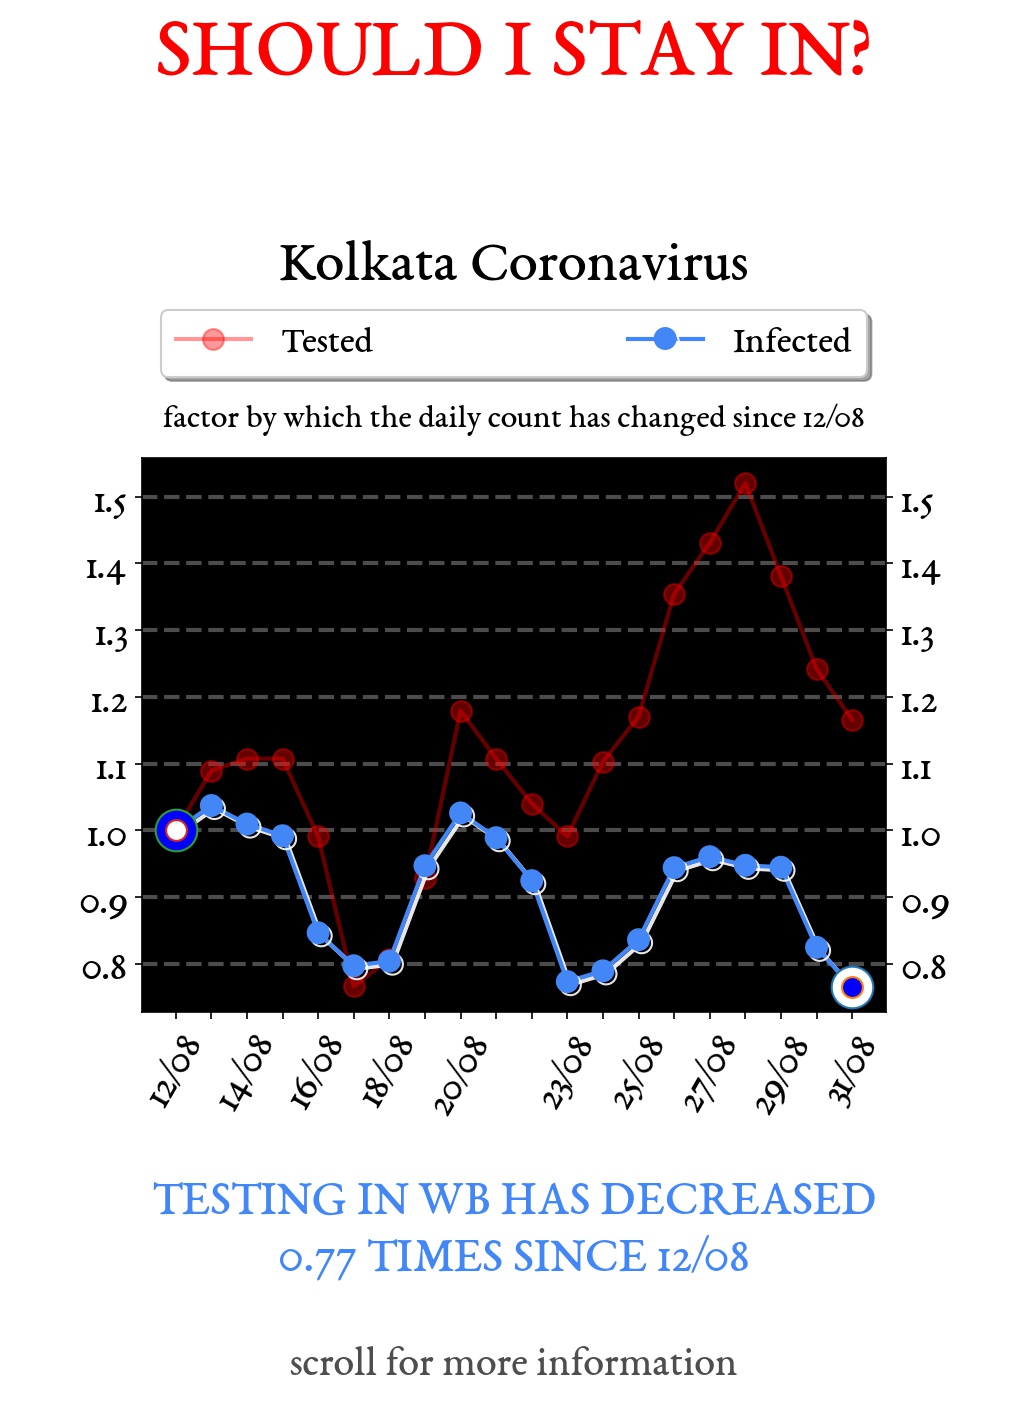 SHOULD I STAY IN?
Kolkata Coronavirus
Tested Infected
factor by which the daily count has changed since 12/08
1.5 1.5
1.4 1.4
1.3 1.3
1.2 1.2
1.1 1.1
1.0 1.0
0.9 0.9
0.8 0.8
12/08 14/08 16/08 18/08 20/08 23/08 25/08 27/08 29/08 31/08
TESTING IN WB HAS DECREASED
0.77 TIMES SINCE 12/08
scroll for more information